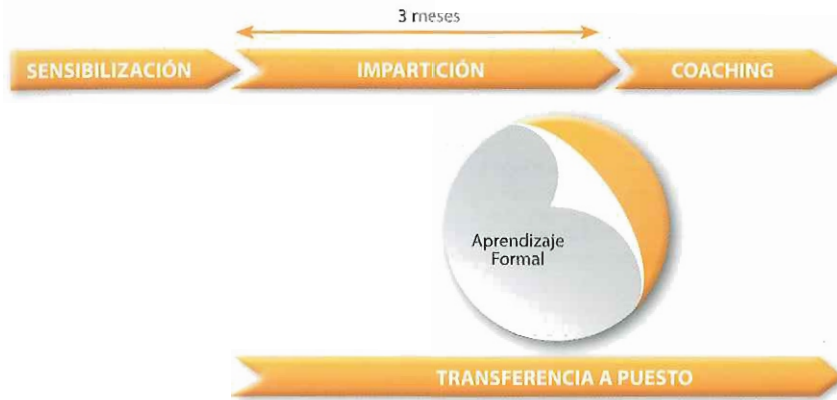 3 meses
SENSIBILIZACIÓN
IMPARTICIÓN
COACHING
Aprendizaje
Formal
TRANSFERENCIA A PUESTO